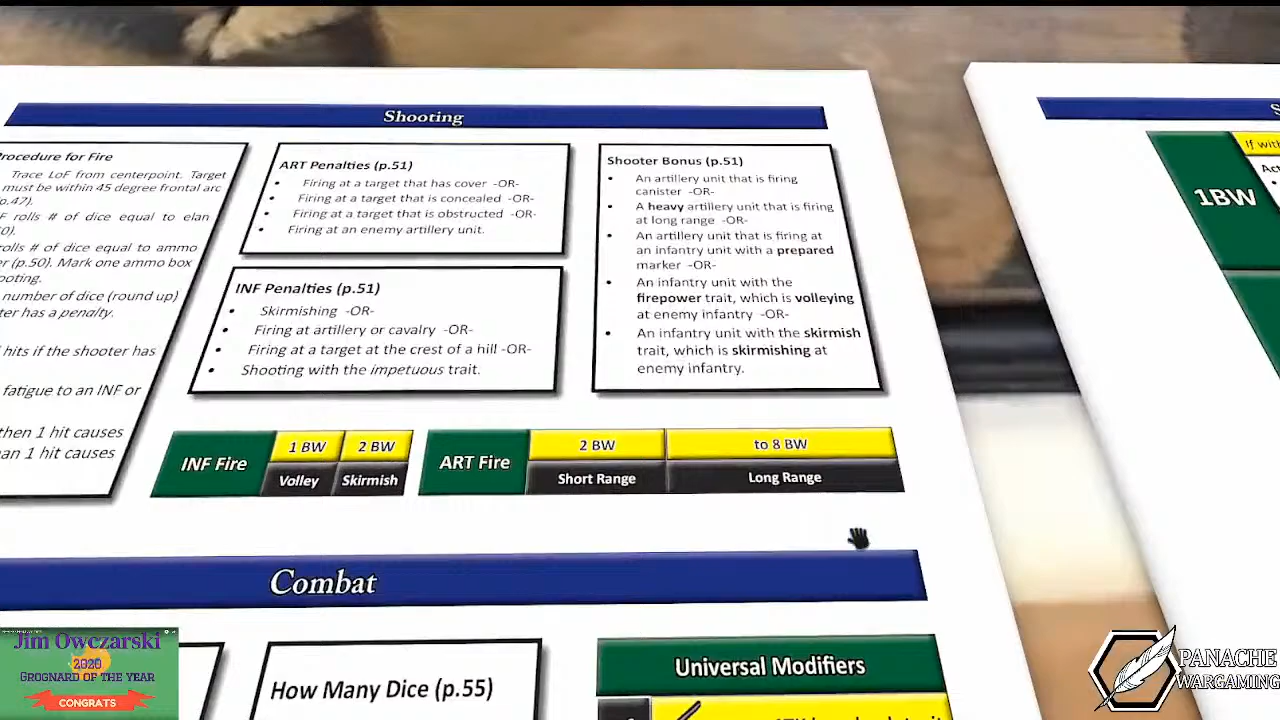 Shooting
Procedure for Fire
Trace LoF from centerpoint. Target
must be within 45 degree frontal arc
rolls # of dice equal to elan
rolls # of dice equal to ammo
(p.50). Mark one ammo box
number of dice (round up)
has a penalty.
hits if the shooter has
fatigue to an INF or
then 1 hit causes
1 hit causes
ART Penalties (p.51)
• Firing at a target that has cover -OR-
• Firing at a target that is concealed -OR-
• Firing at a target that is obstructed -OR-
• Firing at an enemy artillery unit.
INF Penalties (p.51)
• Skirmishing -OR-
• Firing at artillery or cavalry -OR-
• Firing at a target at the crest of a hill -OR-
• Shooting with the impetuous trait.
Shooter Bonus (p.51)
• An artillery unit that is firing
canister -OR-
• A heavy artillery unit that is firing
at long range -OR-
• An artillery unit that is firing at
an infantry unit with a prepared
marker -OR-
• An infantry unit with the
firepower trait, which is volleying
at enemy infantry -OR-
• An infantry unit with the skirmish
trait, which is skirmishing at
enemy infantry.
INF Fire
1 BW 2 BW
Volley Skirmish
ART Fire
2 BW to 8 BW
Short Range Long Range
If
1BW
Combat
How Many Dice (p.55)
Universal Modifiers
Jim Owczarski
2020
GROGNARD OF THE YEAR
CONGRATS
PANACHE
WARGAMING